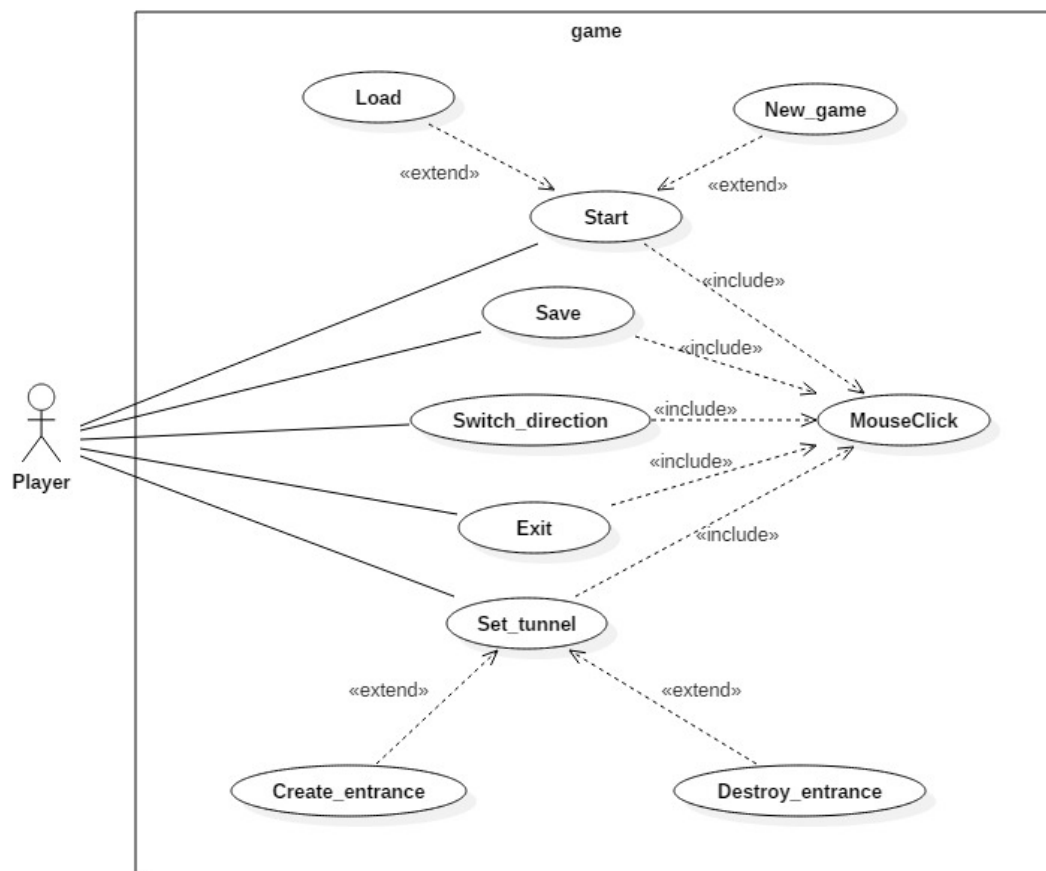 game
Load
New_game
«extend»
«extend»
Start
«include»
Save
«include»
Switch_direction
«include»
MouseClick
«include»
Player
Exit
«include»
Set_tunnel
«extend»
«extend»
Create_entrance
Destroy_entrance